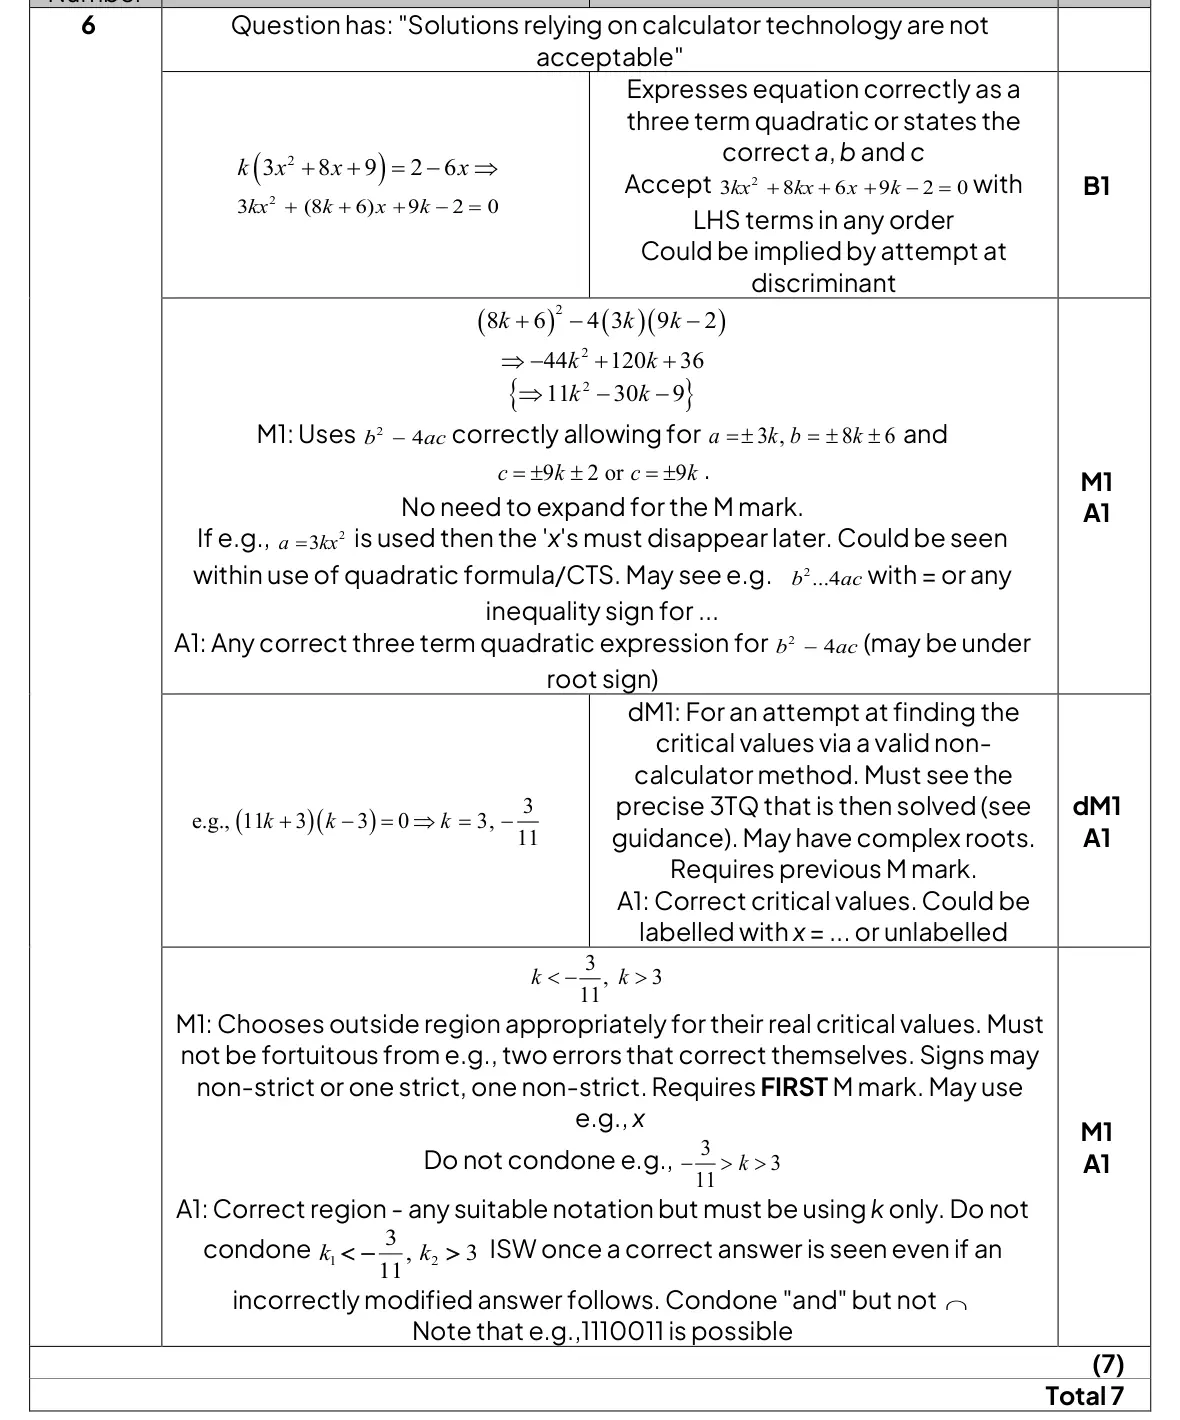 Number
6
Question has: "Solutions relying on calculator technology are not
acceptable"
k(3x² + 8x + 9) = 2 − 6x ⇒
3kx² + (8k + 6)x + 9k − 2 = 0
Expresses equation correctly as a
three term quadratic or states the
correct a, b and c
Accept 3kx² + 8kx + 6x + 9k − 2 = 0 with
LHS terms in any order
Could be implied by attempt at
discriminant
B1
(8k + 6)² − 4(3k)(9k − 2)
⇒ −44k² + 120k + 36
{⇒ 11k² − 30k − 9}
M1: Uses b² − 4ac correctly allowing for a = ± 3k, b = ± 8k ± 6 and
c = ±9k ± 2 or c = ±9k .
No need to expand for the M mark.
If e.g., a = 3kx² is used then the 'x's must disappear later. Could be seen
within use of quadratic formula/CTS. May see e.g. b²...4ac with = or any
inequality sign for ...
A1: Any correct three term quadratic expression for b² − 4ac (may be under
root sign)
M1
A1
e.g., (11k + 3)(k − 3) = 0 ⇒ k = 3, −3/11
dM1: For an attempt at finding the
critical values via a valid non-
calculator method. Must see the
precise 3TQ that is then solved (see
guidance). May have complex roots.
Requires previous M mark.
A1: Correct critical values. Could be
labelled with x = ... or unlabelled
dM1
A1
k < −3/11, k > 3
M1: Chooses outside region appropriately for their real critical values. Must
not be fortuitous from e.g., two errors that correct themselves. Signs may
non-strict or one strict, one non-strict. Requires FIRST M mark. May use
e.g., x
Do not condone e.g., −3/11 > k > 3
A1: Correct region - any suitable notation but must be using k only. Do not
condone k₁ < −3/11, k₂ > 3 ISW once a correct answer is seen even if an
incorrectly modified answer follows. Condone "and" but not ∩
Note that e.g.,1110011 is possible
M1
A1
(7)
Total 7